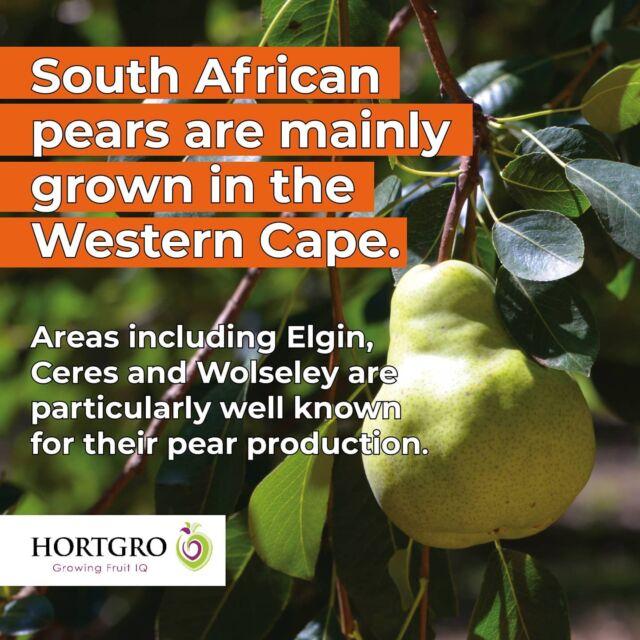 South African
pears are mainly
grown in the
Western Cape.
Areas including Elgin,
Ceres and Wolseley are
particularly well known
for their pear production.
HORTGRO
Growing Fruit IQ